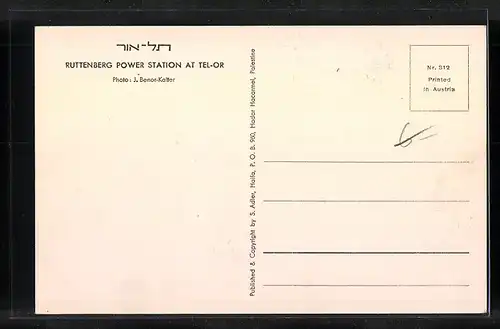 תל-אור
RUTTENBERG POWER STATION AT TEL-OR
Photo: J. Benor-Kalter
Published & Copyright by S. Adler, Haifa, P. O. B. 910, Hadar Hacarmel, Palestine
Nr. 512
Printed
in Austria